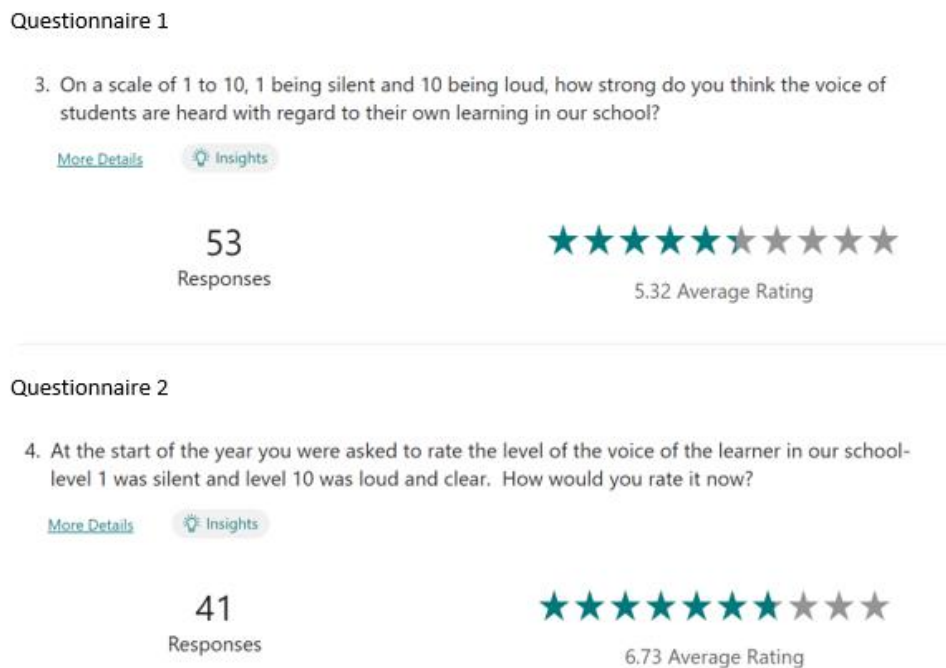 Questionnaire 1
3. On a scale of 1 to 10, 1 being silent and 10 being loud, how strong do you think the voice of
students are heard with regard to their own learning in our school?
More Details
Insights
53
Responses
5.32 Average Rating
Questionnaire 2
4. At the start of the year you were asked to rate the level of the voice of the learner in our school-
level 1 was silent and level 10 was loud and clear. How would you rate it now?
More Details
Insights
41
Responses
6.73 Average Rating